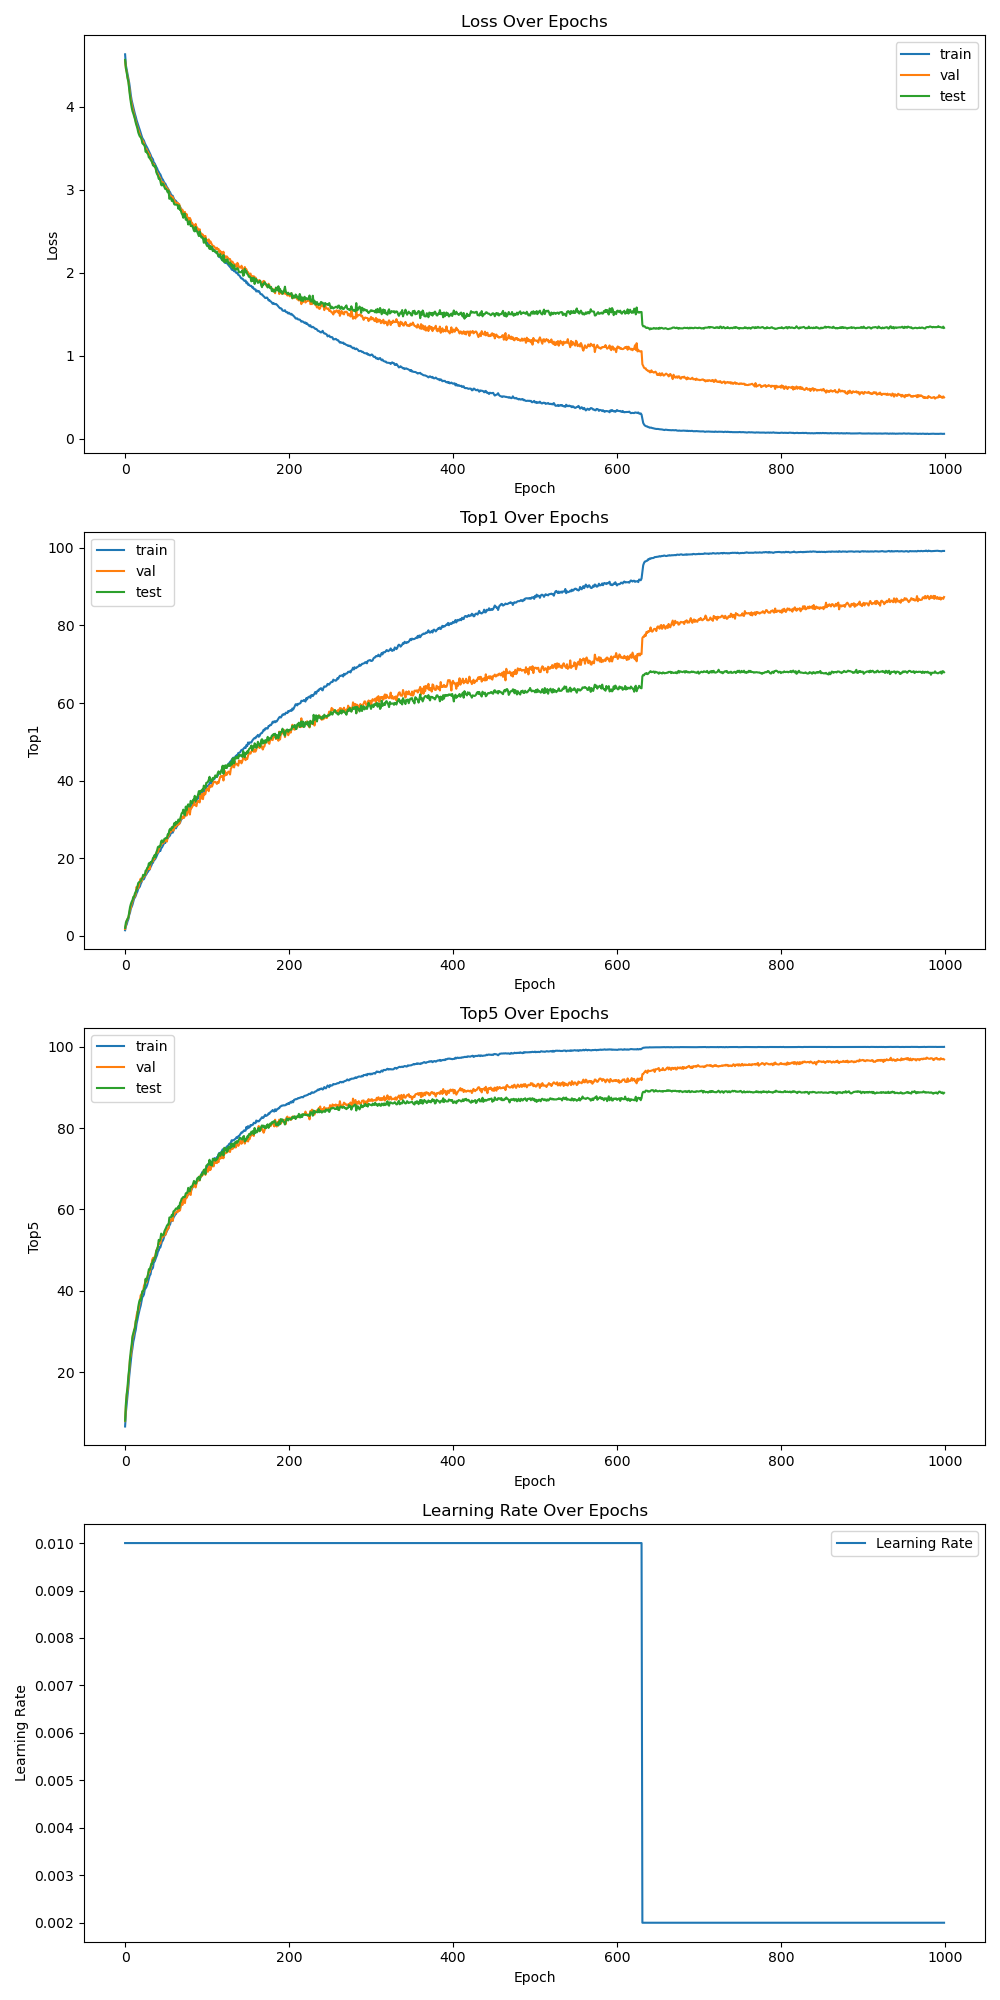 Loss Over Epochs
train
val
test
4
3
2
1
0
Loss
0 200 400 600 800 1000
Epoch
Top1 Over Epochs
train
val
test
100
80
60
40
20
0
Top1
0 200 400 600 800 1000
Epoch
Top5 Over Epochs
train
val
test
100
80
60
40
20
Top5
0 200 400 600 800 1000
Epoch
Learning Rate Over Epochs
Learning Rate
0.010
0.009
0.008
0.007
0.006
0.005
0.004
0.003
0.002
Learning Rate
0 200 400 600 800 1000
Epoch